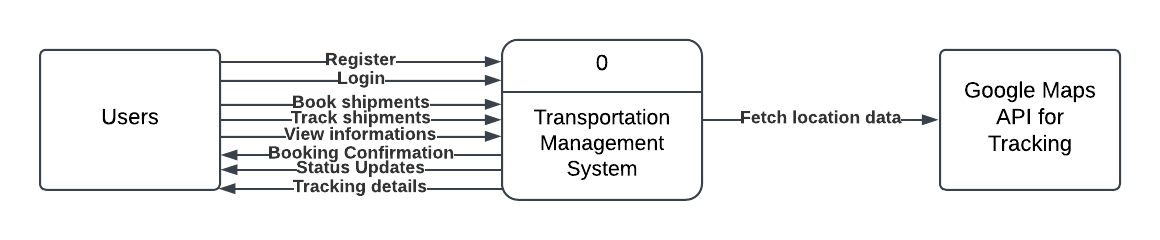 Users
Register
Login
Book shipments
Track shipments
View informations
Booking Confirmation
Status Updates
Tracking details
0
Transportation
Management
System
Fetch location data
Google Maps
API for
Tracking